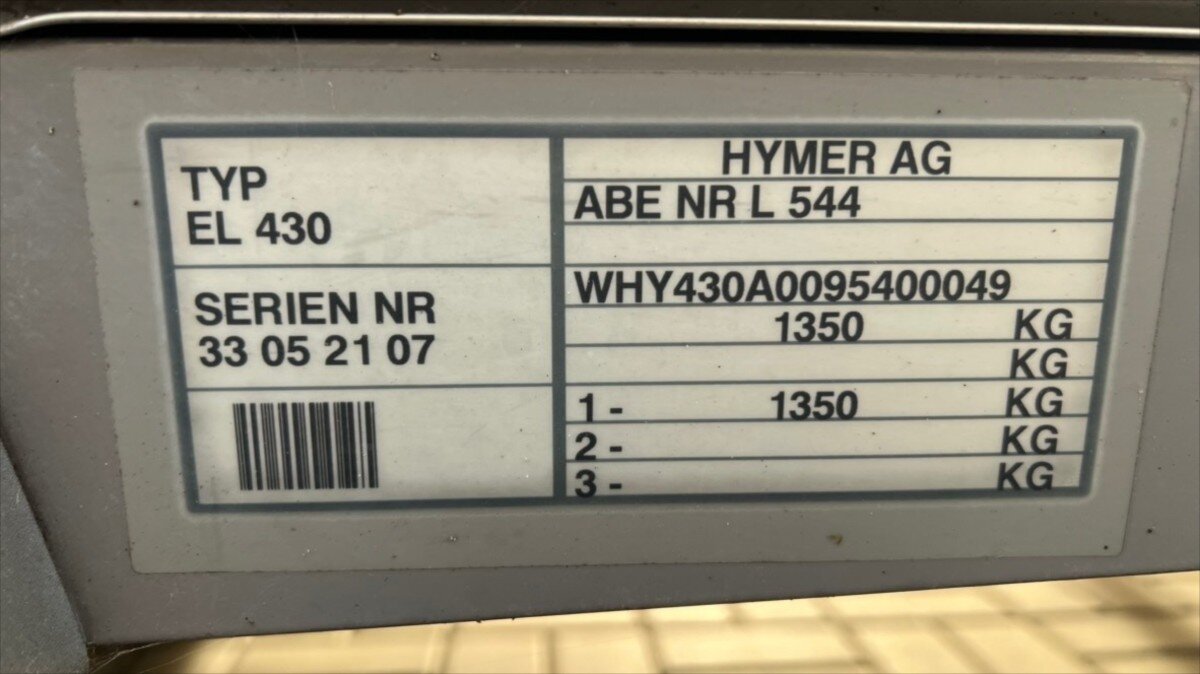 TYP
EL 430
SERIEN NR
33 05 21 07
HYMER AG
ABE NR L 544
WHY430A0095400049
1350 KG
KG
1 - 1350 KG
2 - KG
3 - KG